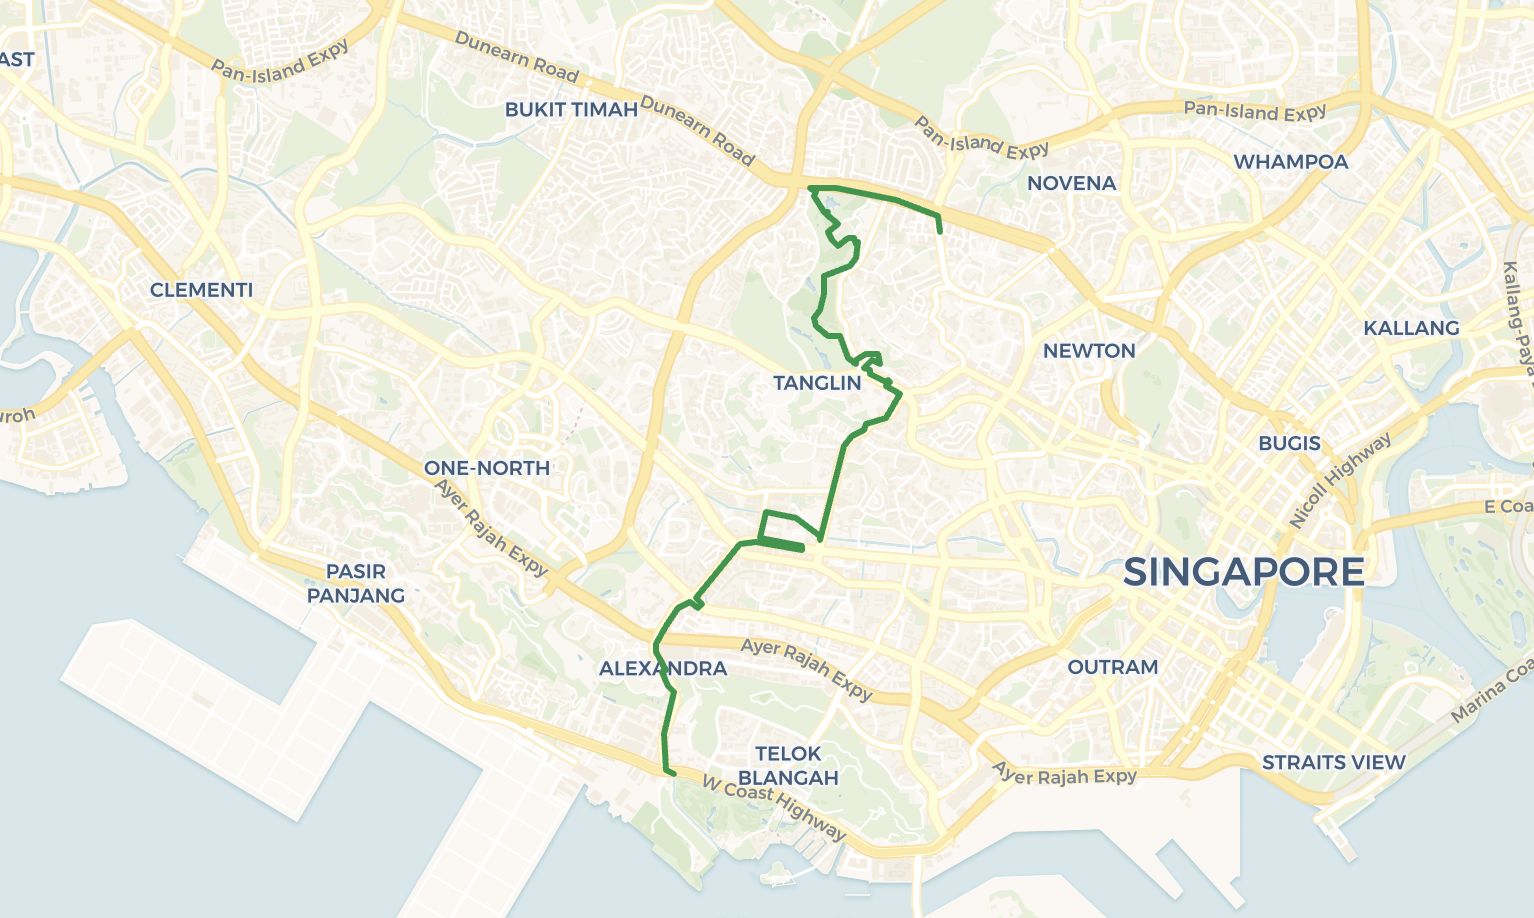 AST
Pan-Island Expy
Dunearn Road
BUKIT TIMAH
Dunearn Road
Pan-Island Expy
Pan-Island Expy
WHAMPOA
NOVENA
CLEMENTI
Kallang-Paya
KALLANG
NEWTON
TANGLIN
uroh
BUGIS
ONE-NORTH
Nicoll Highway
Ayer Rajah Expy
E Coa
PASIR
PANJANG
SINGAPORE
Ayer Rajah Expy
ALEXANDRA
OUTRAM
Marina Coa
TELOK
BLANGAH
STRAITS VIEW
W Coast Highway
Ayer Rajah Expy